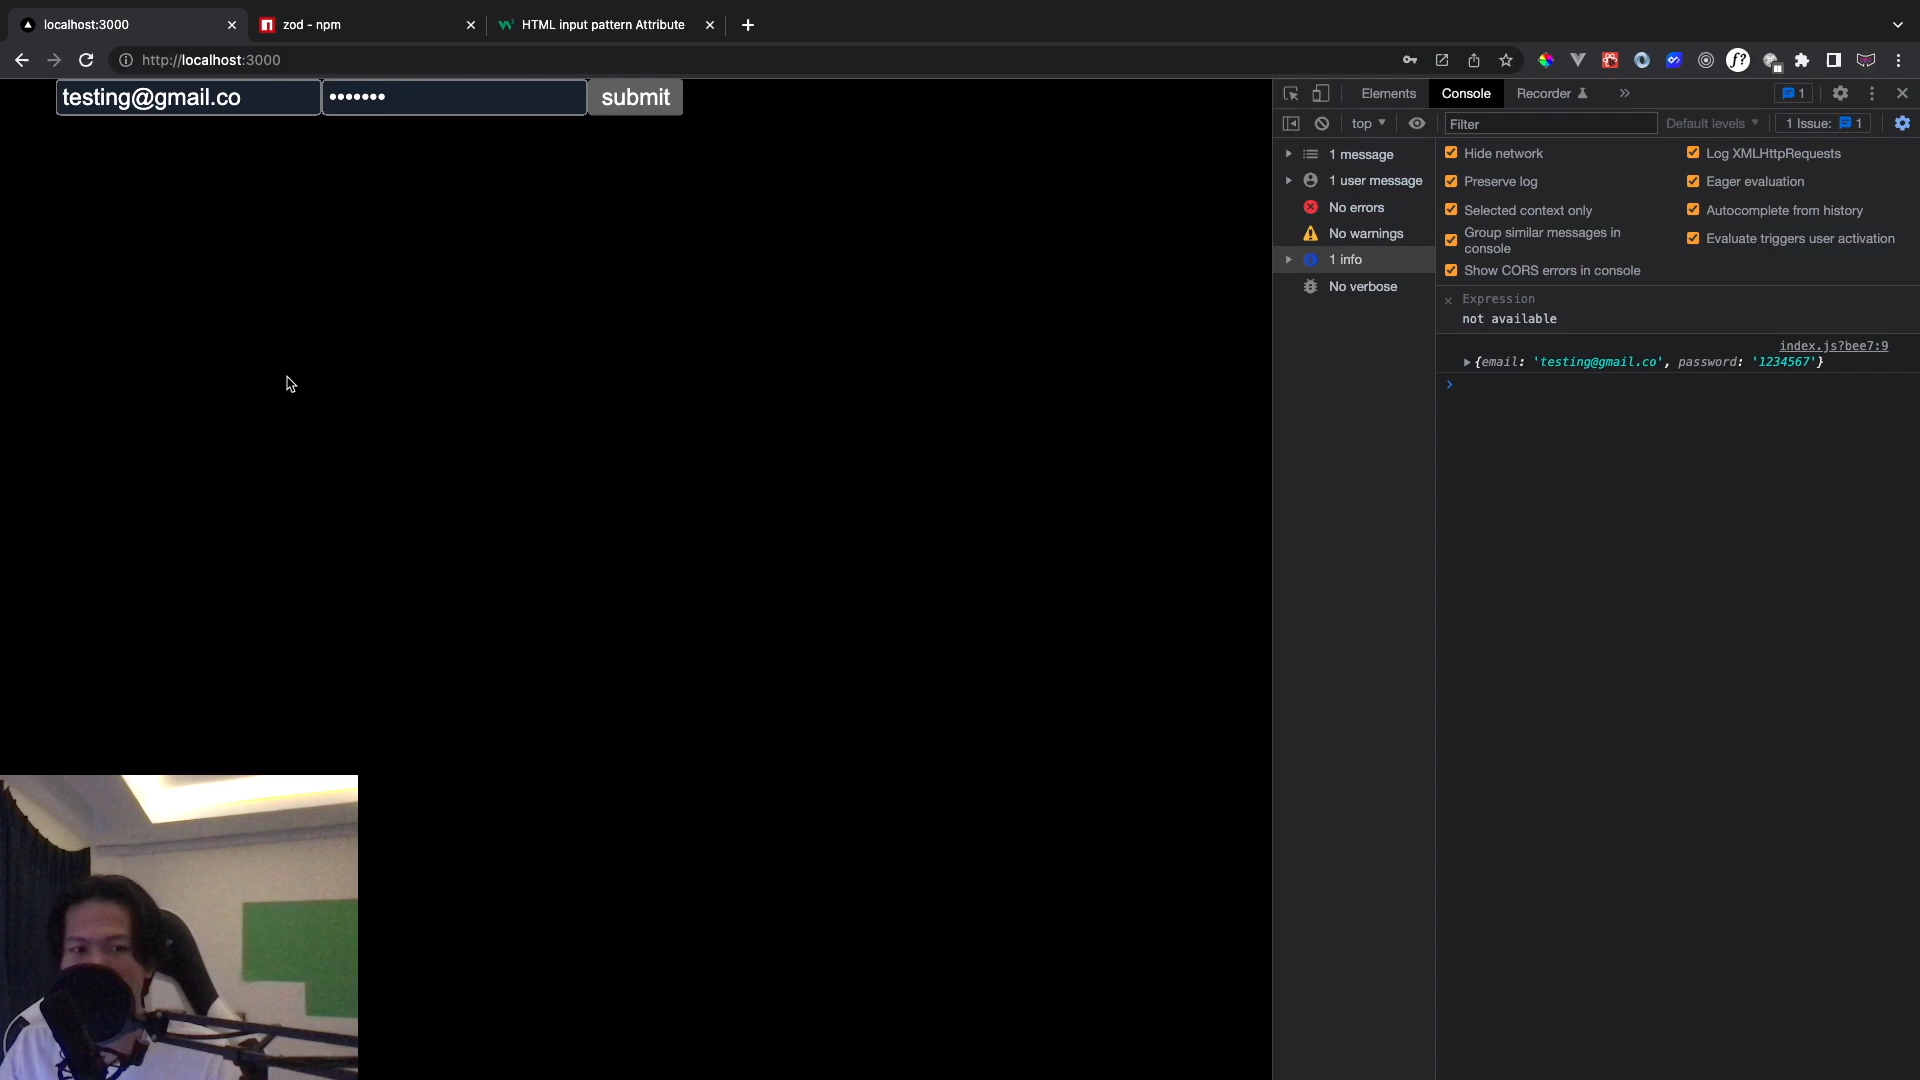 localhost:3000
zod - npm
HTML input pattern Attribute
http://localhost:3000
testing@gmail.co
•••••••
submit
Elements
Console
Recorder
1
top
Filter
Default levels
1 Issue:
1
1 message
1 user message
No errors
No warnings
1 info
No verbose
Hide network
Log XMLHttpRequests
Preserve log
Eager evaluation
Selected context only
Autocomplete from history
Group similar messages in
console
Evaluate triggers user activation
Show CORS errors in console
Expression
not available
index.js?bee7:9
{email: 'testing@gmail.co', password: '1234567'}